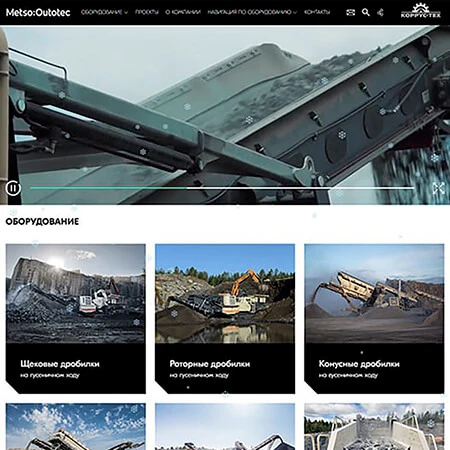 Metso:Outotec ОБОРУДОВАНИЕ ПРОЕКТЫ О КОМПАНИИ НАВИГАЦИЯ ПО ОБОРУДОВАНИЮ КОНТАКТЫ КОРРУС-ТЕХ
ОБОРУДОВАНИЕ
Щековые дробилки
на гусеничном ходу
Роторные дробилки
на гусеничном ходу
Конусные дробилки
на гусеничном ходу